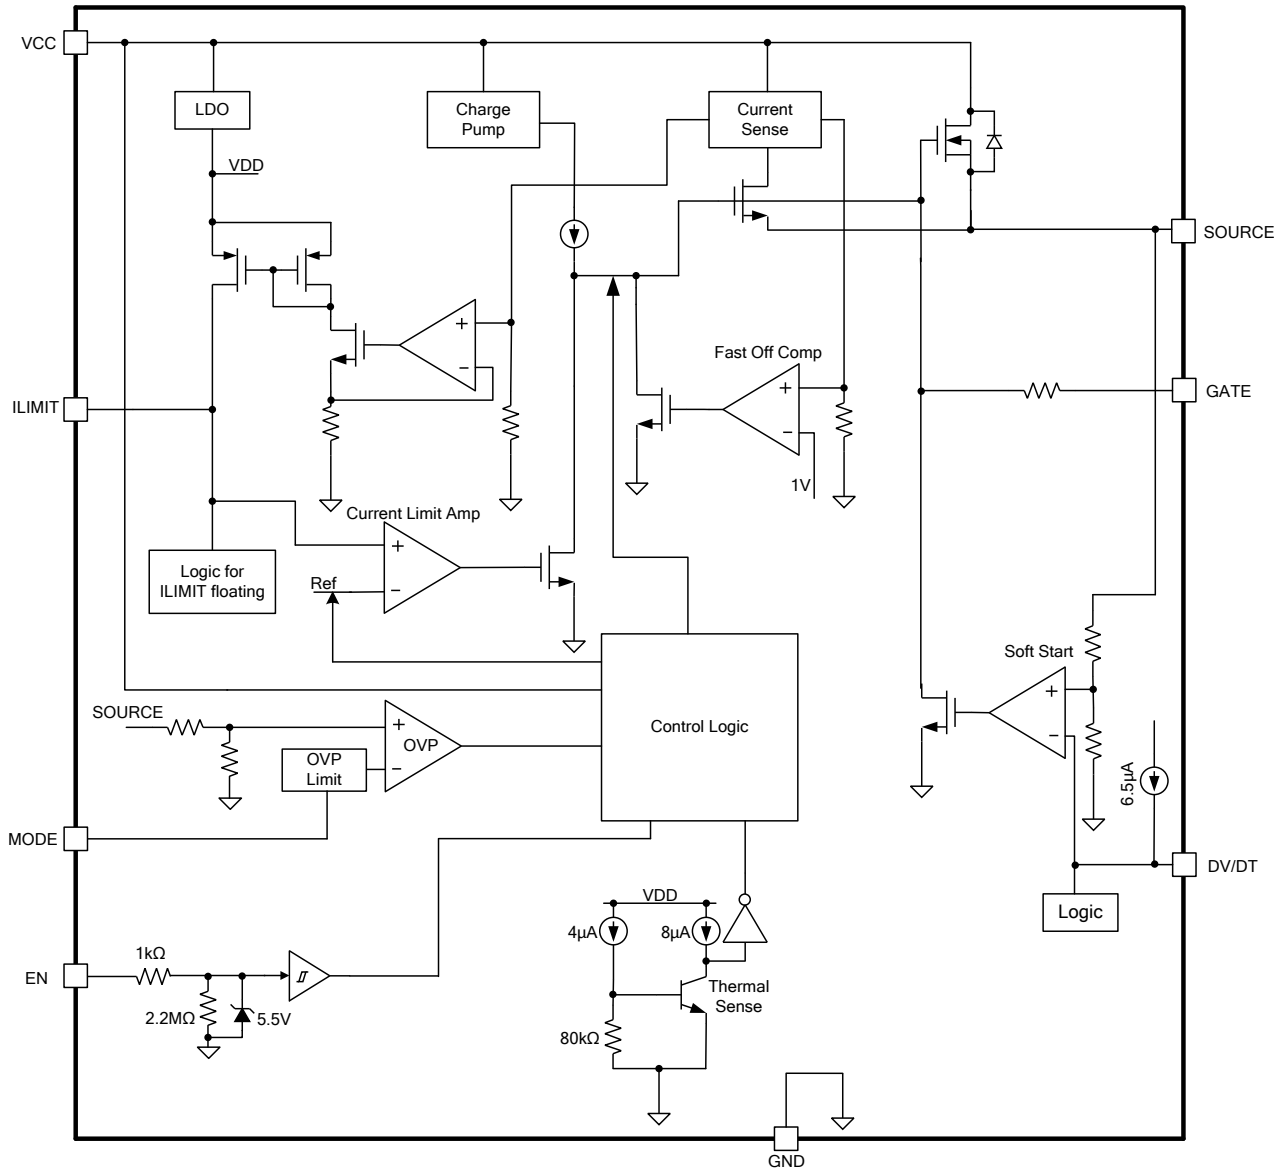 VCC
LDO
Charge
Pump
Current
Sense
VDD
SOURCE
Fast Off Comp
+
−
+
−
GATE
ILIMIT
1V
Current Limit Amp
+
−
Logic for
ILIMIT floating
Ref
Soft Start
+
−
Control Logic
SOURCE
+
OVP
−
OVP
Limit
6.5µA
MODE
DV/DT
VDD
Logic
4µA
8µA
1kΩ
EN
Thermal
Sense
2.2MΩ
5.5V
80kΩ
GND